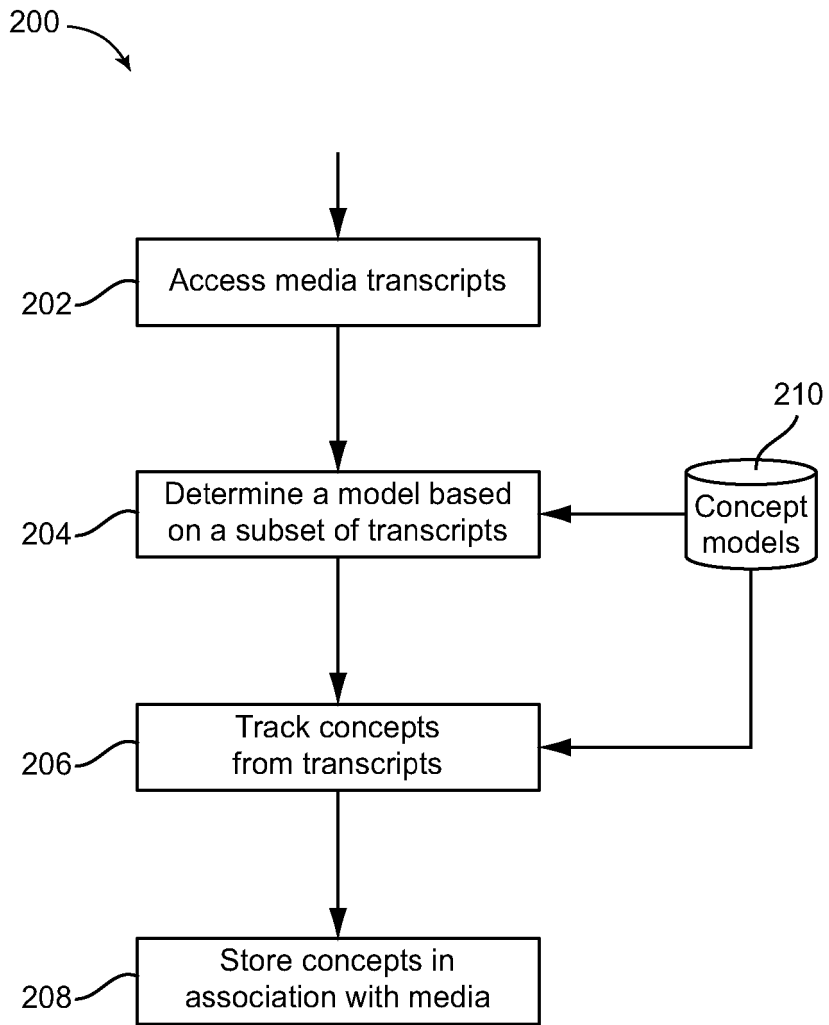 200
Access media transcripts
202
210
Determine a model based
on a subset of transcripts
204
Concept
models
Track concepts
from transcripts
206
Store concepts in
association with media
208